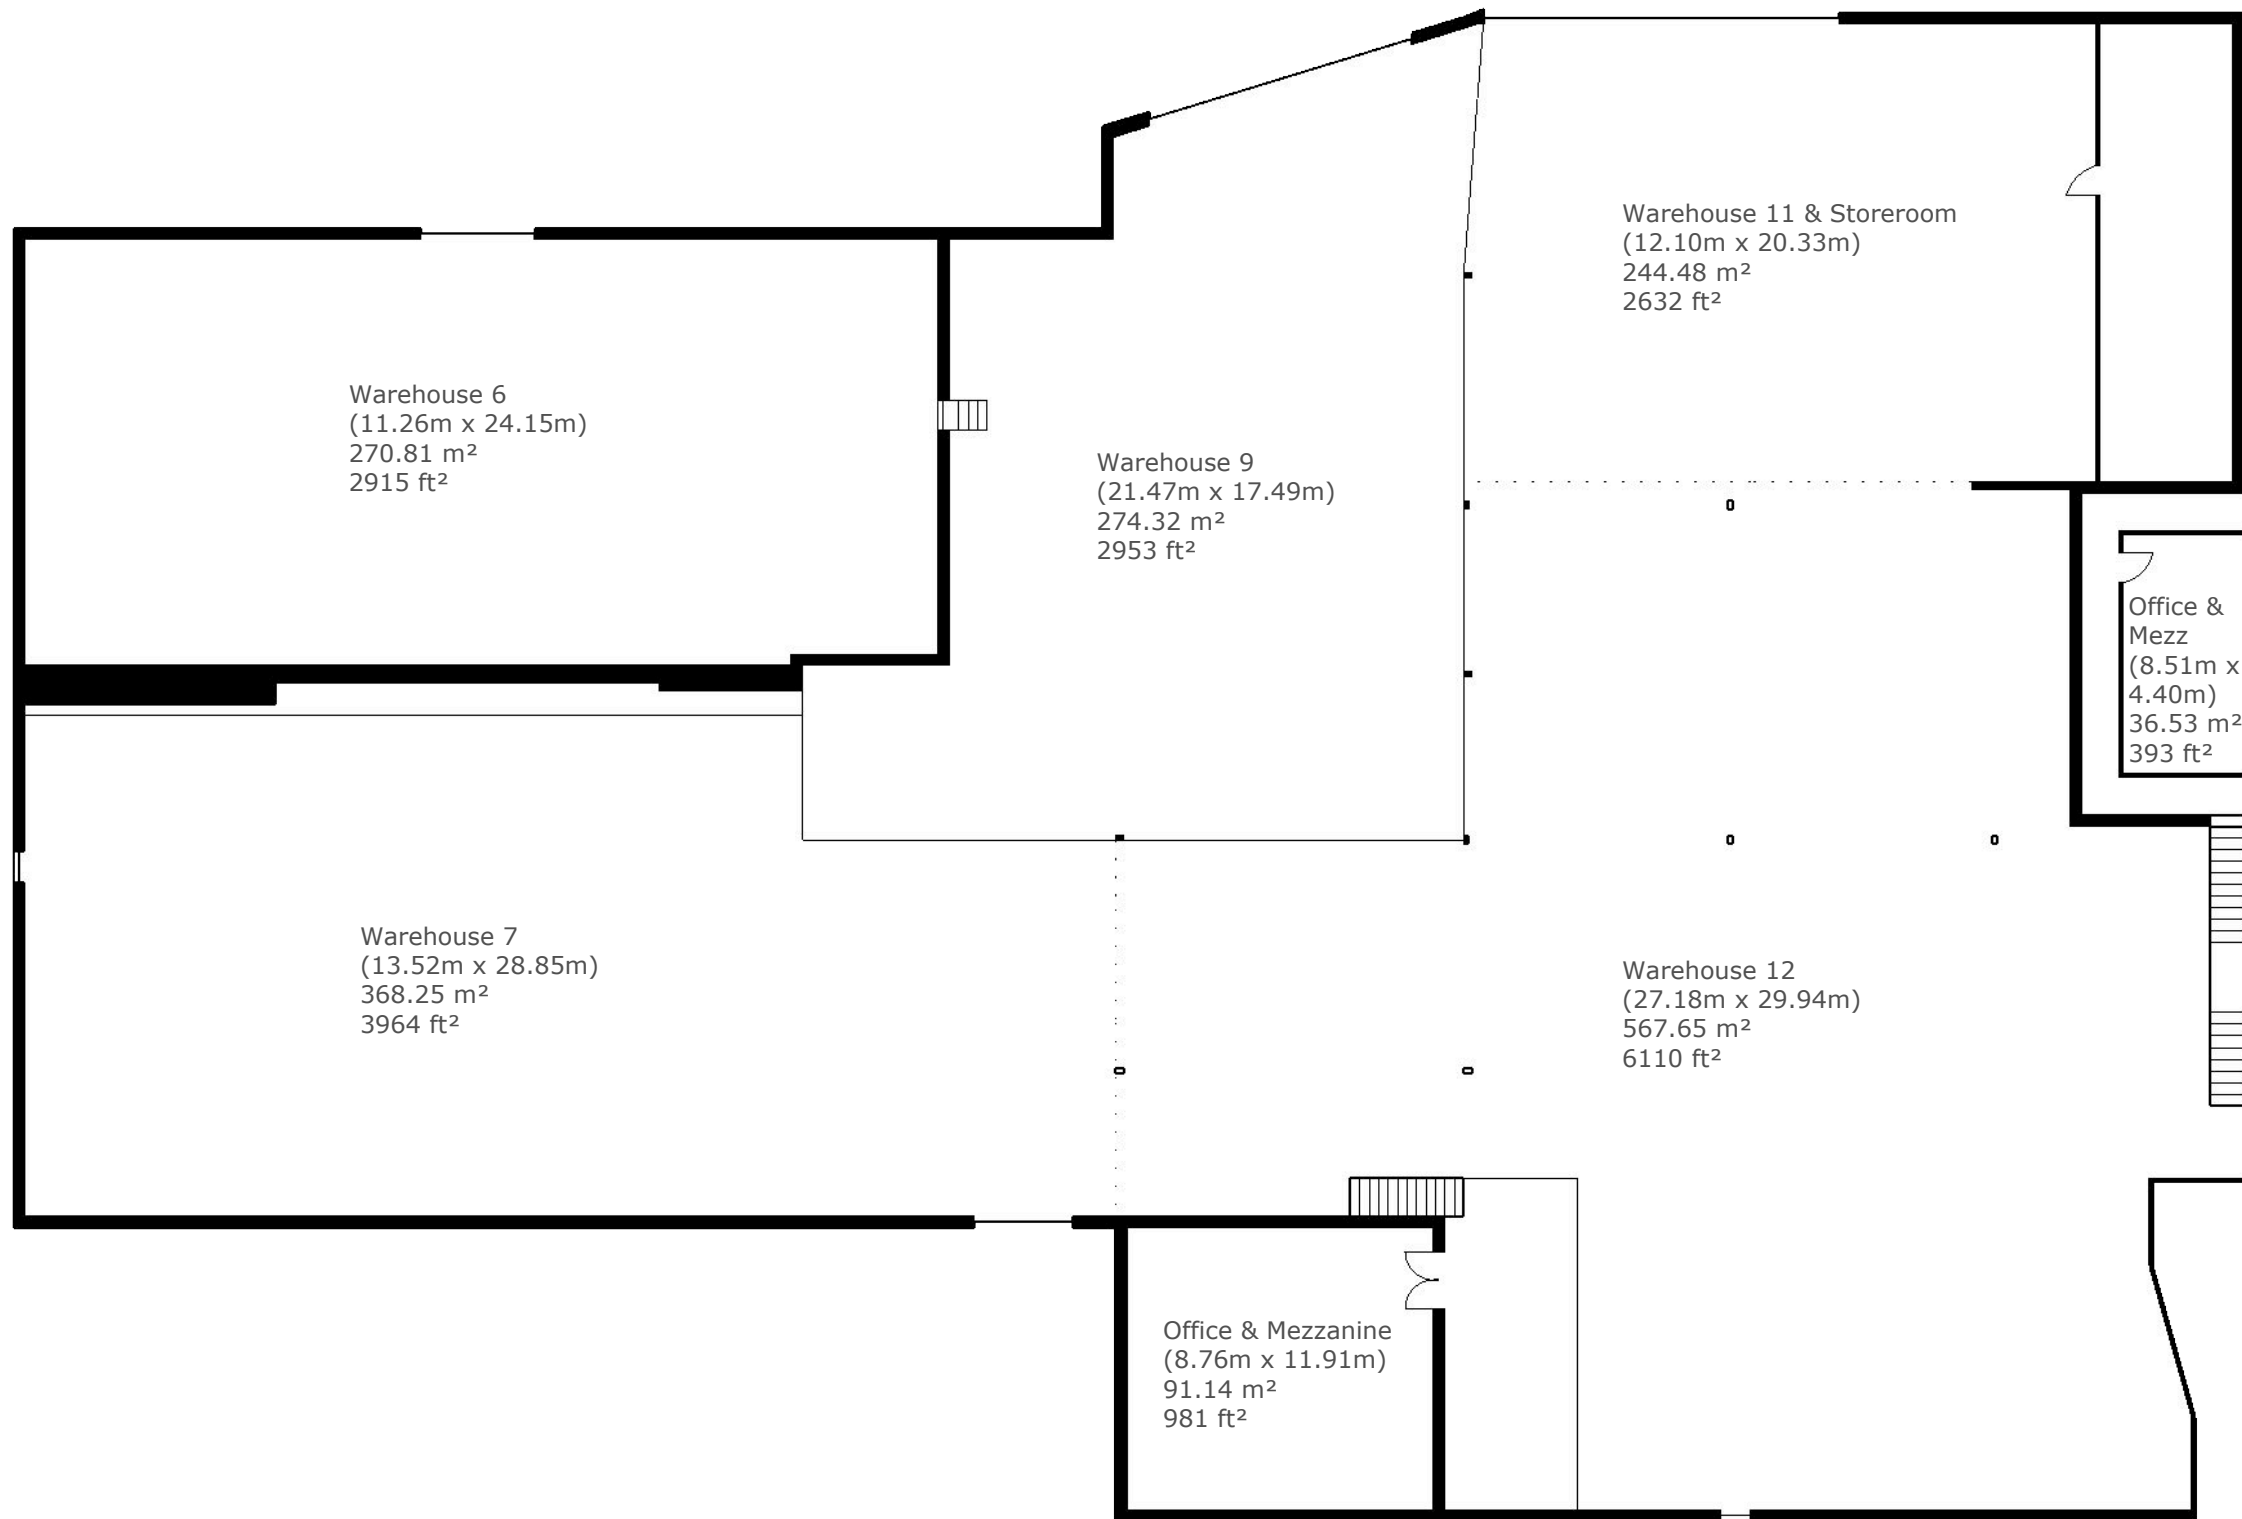 Warehouse 11 & Storeroom
(12.10m x 20.33m)
244.48 m²
2632 ft²
Warehouse 6
(11.26m x 24.15m)
270.81 m²
2915 ft²
Warehouse 9
(21.47m x 17.49m)
274.32 m²
2953 ft²
Office &
Mezz
(8.51m x
4.40m)
36.53 m²
393 ft²
Warehouse 7
(13.52m x 28.85m)
368.25 m²
3964 ft²
Warehouse 12
(27.18m x 29.94m)
567.65 m²
6110 ft²
Office & Mezzanine
(8.76m x 11.91m)
91.14 m²
981 ft²